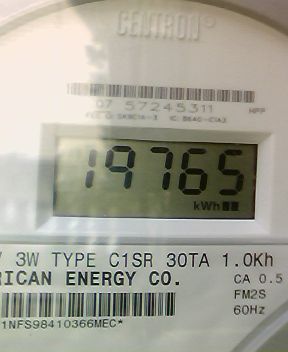 CENTRON®
07 57245311 MPP
19765
kWh
3W TYPE C1SR 30TA 1.0Kh
RICAN ENERGY CO. CA 0.5
FM2S
1NFS98410366MEC* 60Hz